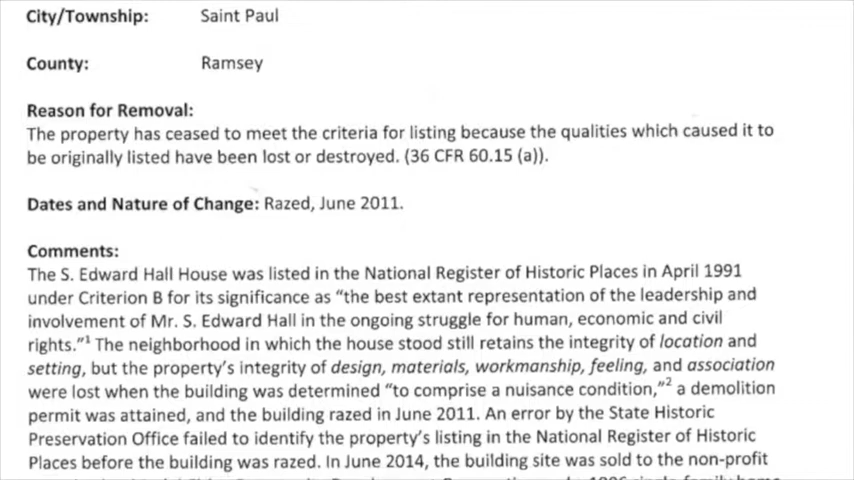 City/Township: Saint Paul
County: Ramsey
Reason for Removal:
The property has ceased to meet the criteria for listing because the qualities which caused it to
be originally listed have been lost or destroyed. (36 CFR 60.15 (a)).
Dates and Nature of Change: Razed, June 2011.
Comments:
The S. Edward Hall House was listed in the National Register of Historic Places in April 1991
under Criterion B for its significance as “the best extant representation of the leadership and
involvement of Mr. S. Edward Hall in the ongoing struggle for human, economic and civil
rights.”¹ The neighborhood in which the house stood still retains the integrity of location and
setting, but the property’s integrity of design, materials, workmanship, feeling, and association
were lost when the building was determined “to comprise a nuisance condition,”² a demolition
permit was attained, and the building razed in June 2011. An error by the State Historic
Preservation Office failed to identify the property’s listing in the National Register of Historic
Places before the building was razed. In June 2014, the building site was sold to the non-profit